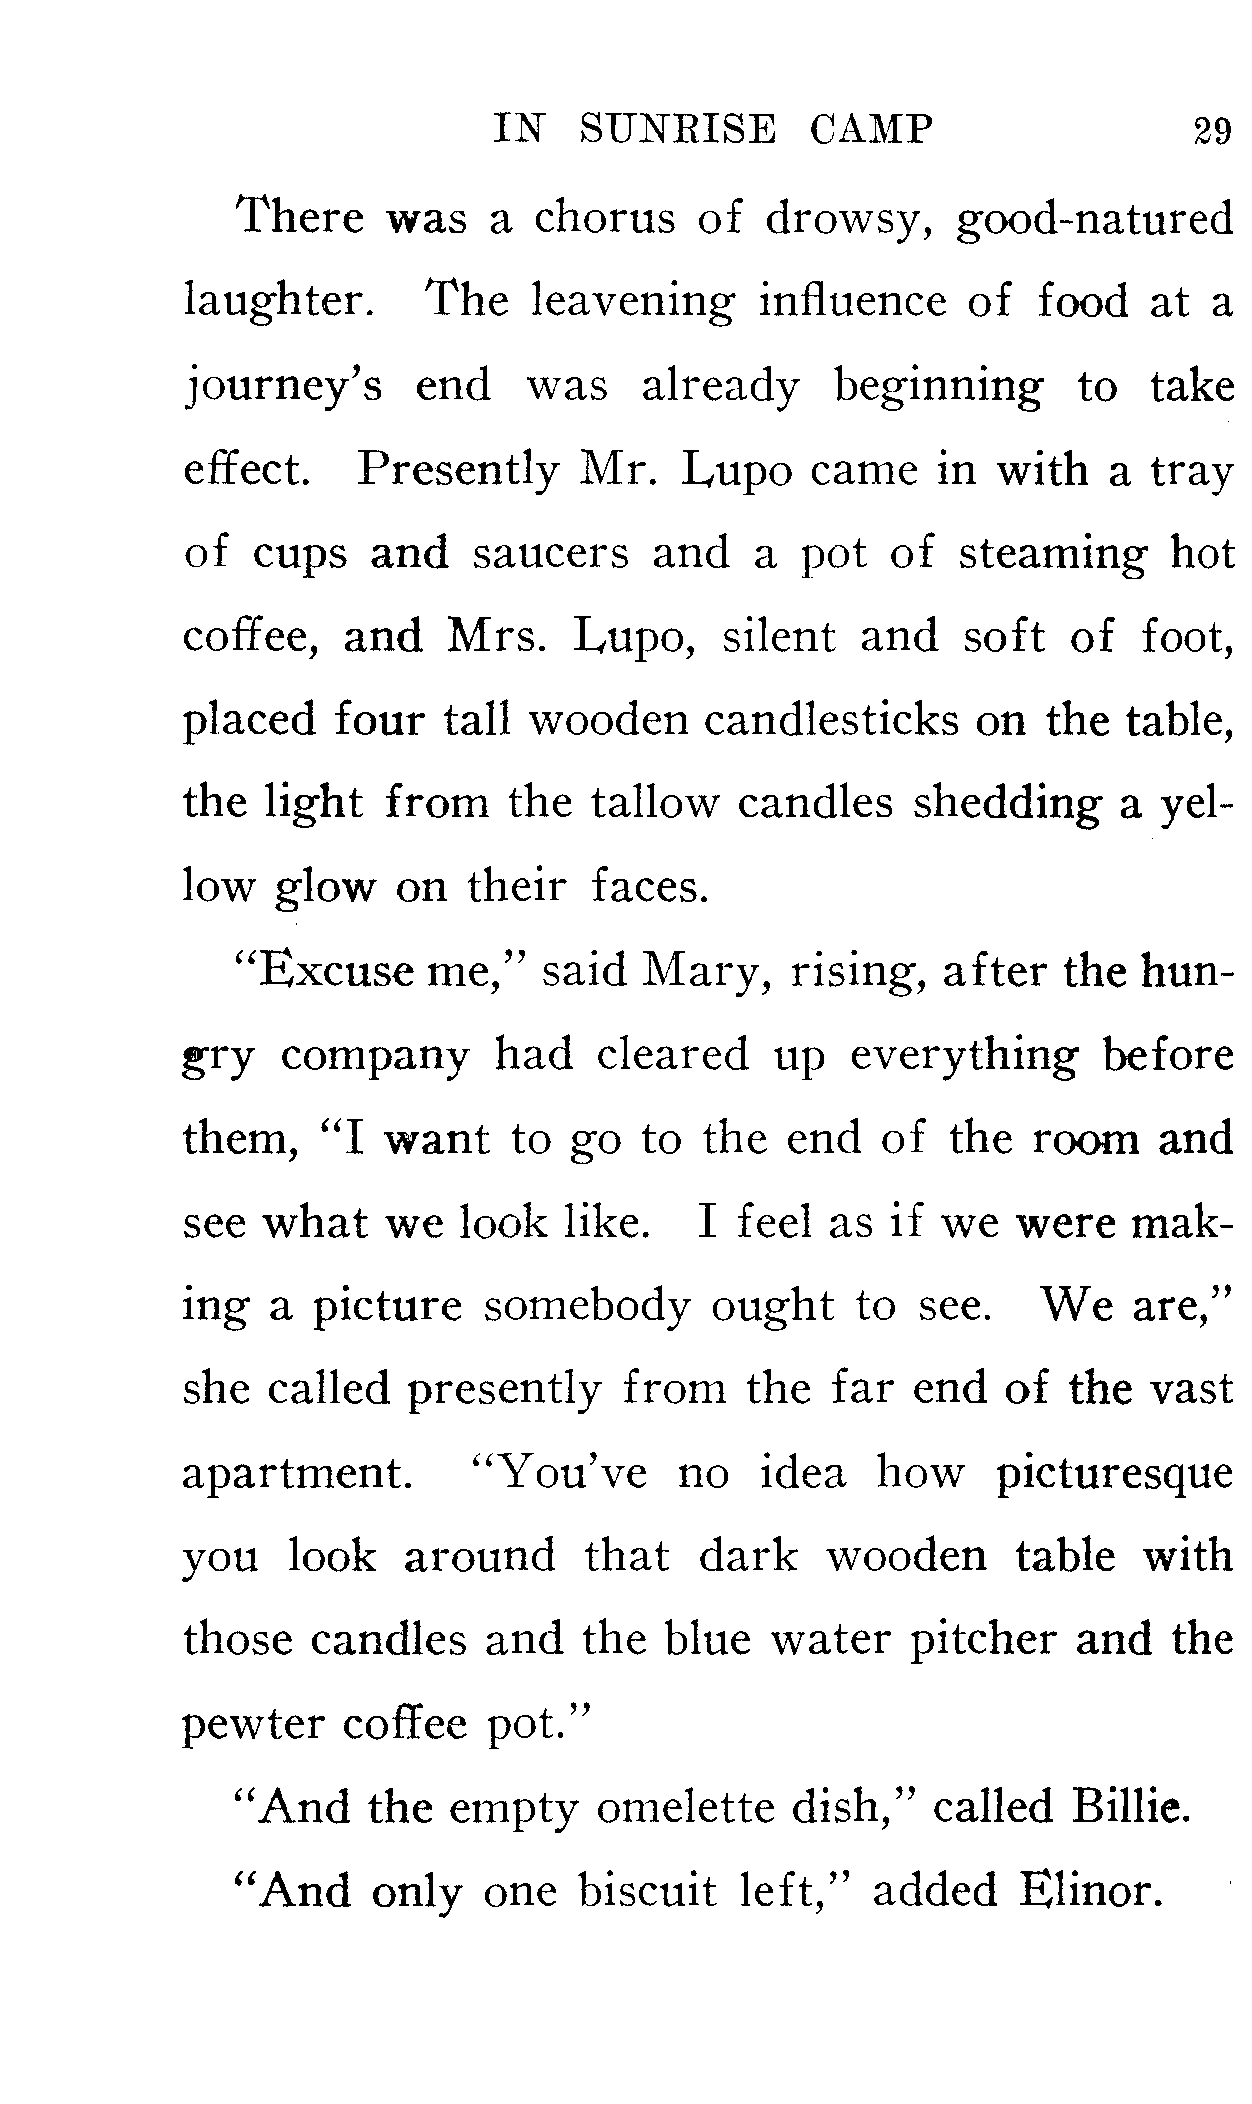 IN SUNRISE CAMP 29
There was a chorus of drowsy, good-natured
laughter. The leavening influence of food at a
journey's end was already beginning to take
effect. Presently Mr. Lupo came in with a tray
of cups and saucers and a pot of steaming hot
coffee, and Mrs. Lupo, silent and soft of foot,
placed four tall wooden candlesticks on the table,
the light from the tallow candles shedding a yel-
low glow on their faces.
"Excuse me," said Mary, rising, after the hun-
gry company had cleared up everything before
them, "I want to go to the end of the room and
see what we look like. I feel as if we were mak-
ing a picture somebody ought to see. We are,"
she called presently from the far end of the vast
apartment. "You've no idea how picturesque
you look around that dark wooden table with
those candles and the blue water pitcher and the
pewter coffee pot."
"And the empty omelette dish," called Billie.
"And only one biscuit left," added Elinor.